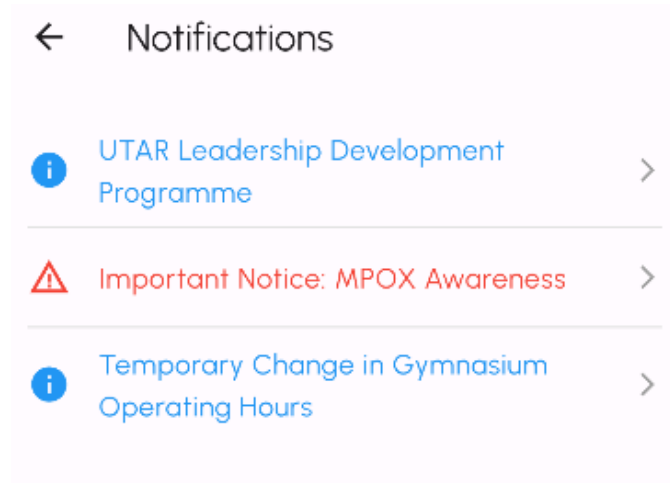 Notifications
UTAR Leadership Development
Programme
Important Notice: MPOX Awareness
Temporary Change in Gymnasium
Operating Hours